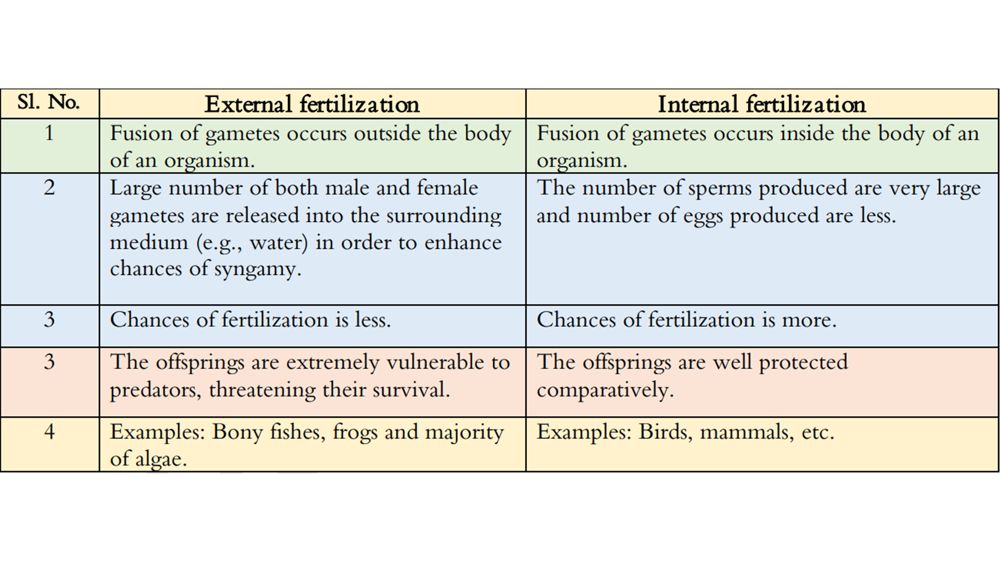 Sl. No. External fertilization Internal fertilization
1 Fusion of gametes occurs outside the body Fusion of gametes occurs inside the body of an
of an organism. organism.
2 Large number of both male and female The number of sperms produced are very large
gametes are released into the surrounding and number of eggs produced are less.
medium (e.g., water) in order to enhance
chances of syngamy.
3 Chances of fertilization is less. Chances of fertilization is more.
3 The offsprings are extremely vulnerable to The offsprings are well protected
predators, threatening their survival. comparatively.
4 Examples: Bony fishes, frogs and majority Examples: Birds, mammals, etc.
of algae.